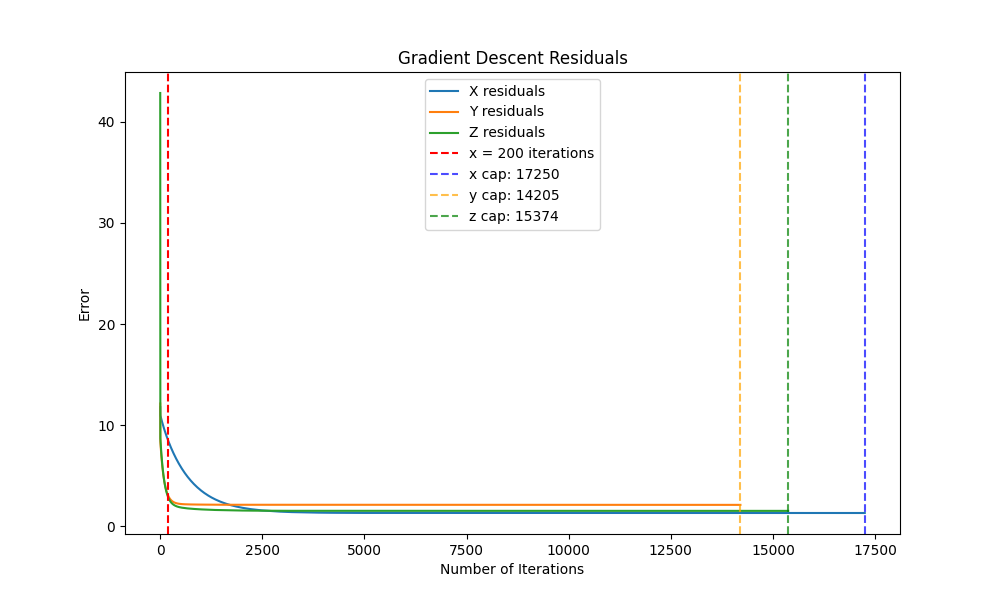 Gradient Descent Residuals
X residuals
Y residuals
Z residuals
x = 200 iterations
x cap: 17250
y cap: 14205
z cap: 15374
Error
40
30
20
10
0
0 2500 5000 7500 10000 12500 15000 17500
Number of Iterations